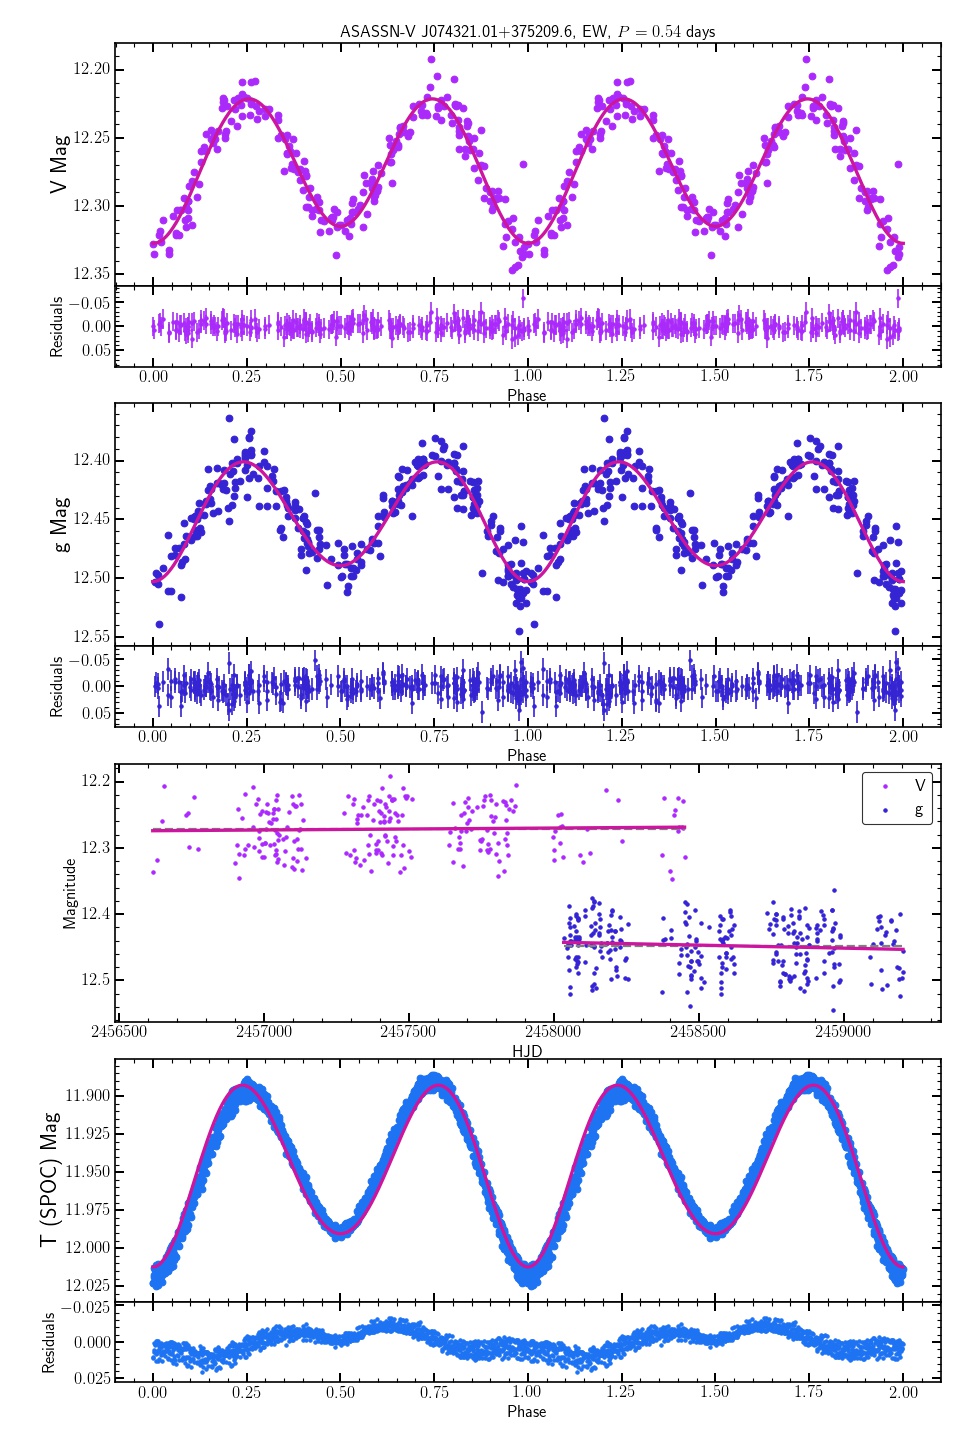 ASASSN-V J074321.01+375209.6, EW, P = 0.54 days
V Mag
12.20
12.25
12.30
12.35
Residuals
−0.05
0.00
0.05
0.00 0.25 0.50 0.75 1.00 1.25 1.50 1.75 2.00
Phase
g Mag
12.40
12.45
12.50
12.55
Residuals
−0.05
0.00
0.05
0.00 0.25 0.50 0.75 1.00 1.25 1.50 1.75 2.00
Phase
Magnitude
12.2
12.3
12.4
12.5
V
g
2456500 2457000 2457500 2458000 2458500 2459000
HJD
T (SPOC) Mag
11.900
11.925
11.950
11.975
12.000
12.025
Residuals
−0.025
0.000
0.025
0.00 0.25 0.50 0.75 1.00 1.25 1.50 1.75 2.00
Phase